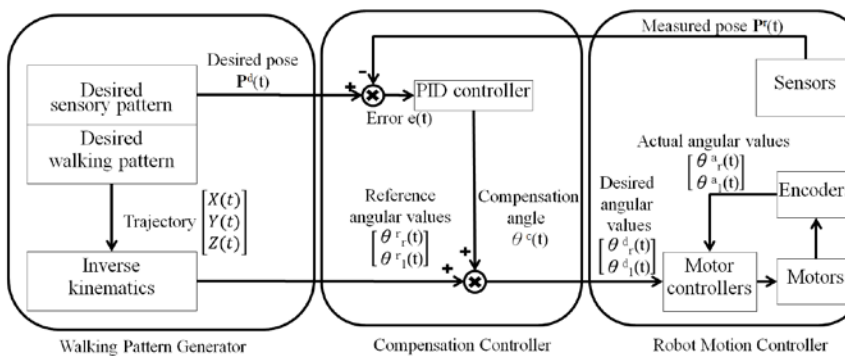 Desired pose
P^d(t)
Desired
sensory pattern
Desired
walking pattern
Trajectory
[X(t)
Y(t)
Z(t)]
Inverse
kinematics
Walking Pattern Generator
-
+
PID controller
Error e(t)
Reference
angular values
[θ^r_r(t)
θ^r_l(t)]
Compensation
angle
θ^c(t)
+
+
Compensation Controller
Measured pose P^r(t)
Sensors
Actual angular values
[θ^a_r(t)
θ^a_l(t)]
Encoder
Desired
angular
values
[θ^d_r(t)
θ^d_l(t)]
Motor
controllers
Motors
Robot Motion Controller